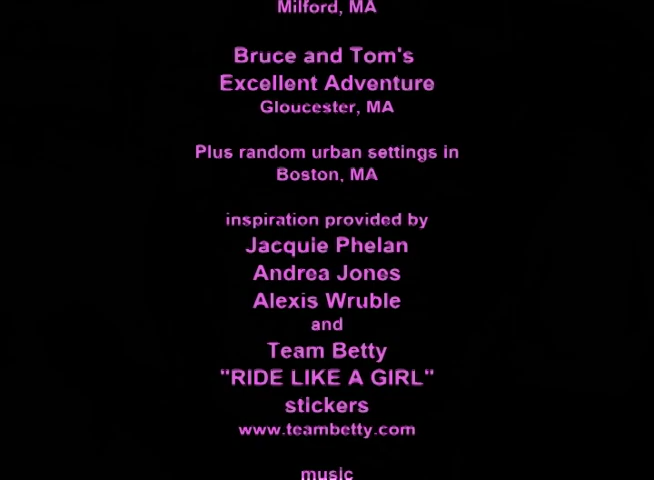 Milford, MA
Bruce and Tom's
Excellent Adventure
Gloucester, MA
Plus random urban settings in
Boston, MA
inspiration provided by
Jacquie Phelan
Andrea Jones
Alexis Wruble
and
Team Betty
"RIDE LIKE A GIRL"
stickers
www.teambetty.com
music